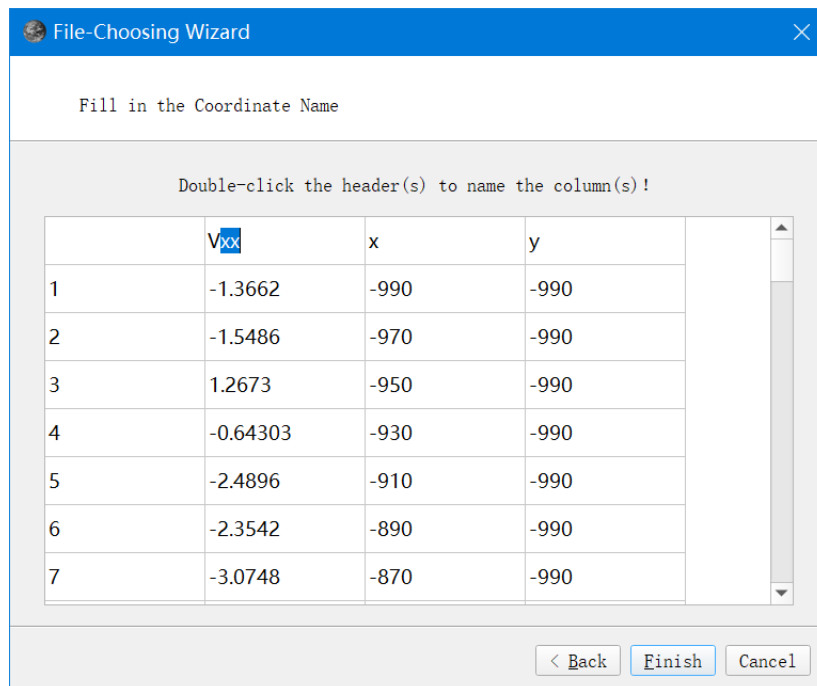 File-Choosing Wizard
Fill in the Coordinate Name
Double-click the header(s) to name the column(s)!
Vxx x y
1 -1.3662 -990 -990
2 -1.5486 -970 -990
3 1.2673 -950 -990
4 -0.64303 -930 -990
5 -2.4896 -910 -990
6 -2.3542 -890 -990
7 -3.0748 -870 -990
< Back Finish Cancel